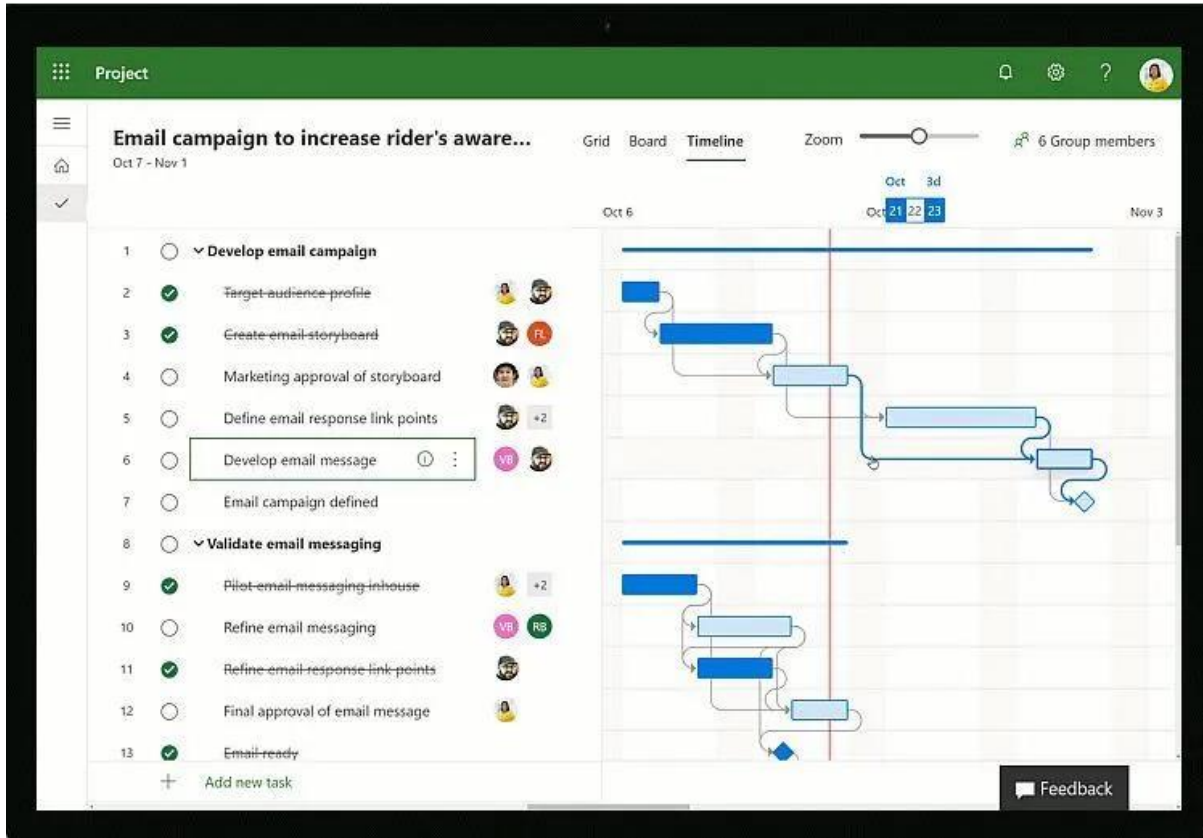 Project
?
Email campaign to increase rider's aware...
Grid Board Timeline
Zoom
6 Group members
Oct 7 - Nov 1
Oct 3d
Oct 6
Oct 21 22 23
Nov 3
1 Develop email campaign
2 Target audience profile
3 Create email storyboard
4 Marketing approval of storyboard
5 Define email response link points +2
6 Develop email message VB
7 Email campaign defined
8 Validate email messaging
9 Pilot email messaging inhouse +2
10 Refine email messaging VB RB
11 Refine email response link points
12 Final approval of email message
13 Email ready
Add new task
Feedback